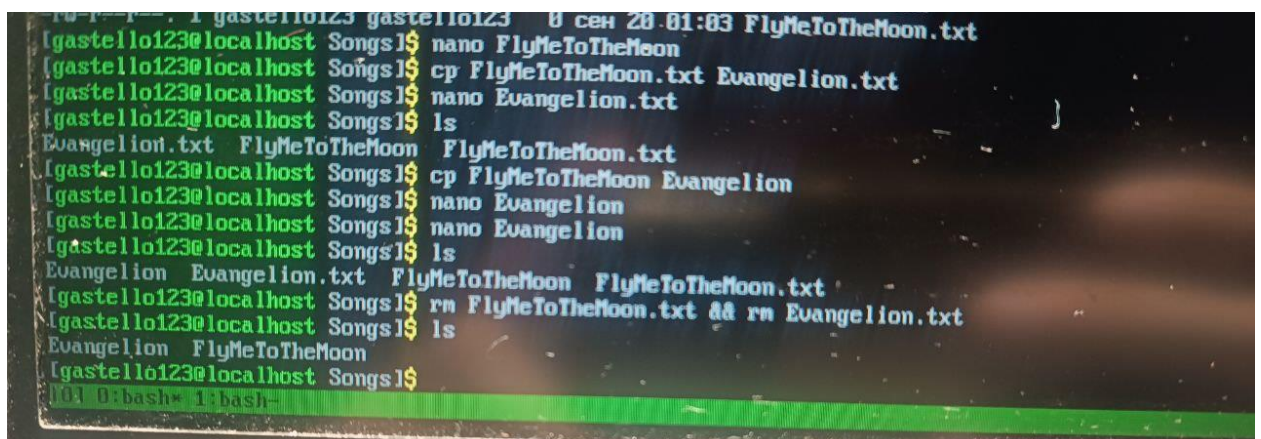 -rw-r--r--. 1 gastello123 gastello123 0 сен 20 01:03 FlyMeToTheMoon.txt
[gastello123@localhost Songs]$ nano FlyMeToTheMoon
[gastello123@localhost Songs]$ cp FlyMeToTheMoon.txt Evangelion.txt
[gastello123@localhost Songs]$ nano Evangelion.txt
[gastello123@localhost Songs]$ ls
Evangelion.txt FlyMeToTheMoon FlyMeToTheMoon.txt
[gastello123@localhost Songs]$ cp FlyMeToTheMoon Evangelion
[gastello123@localhost Songs]$ nano Evangelion
[gastello123@localhost Songs]$ nano Evangelion
[gastello123@localhost Songs]$ ls
Evangelion Evangelion.txt FlyMeToTheMoon FlyMeToTheMoon.txt
[gastello123@localhost Songs]$ rm FlyMeToTheMoon.txt && rm Evangelion.txt
[gastello123@localhost Songs]$ ls
Evangelion FlyMeToTheMoon
[gastello123@localhost Songs]$
[0] 0:bash* 1:bash-